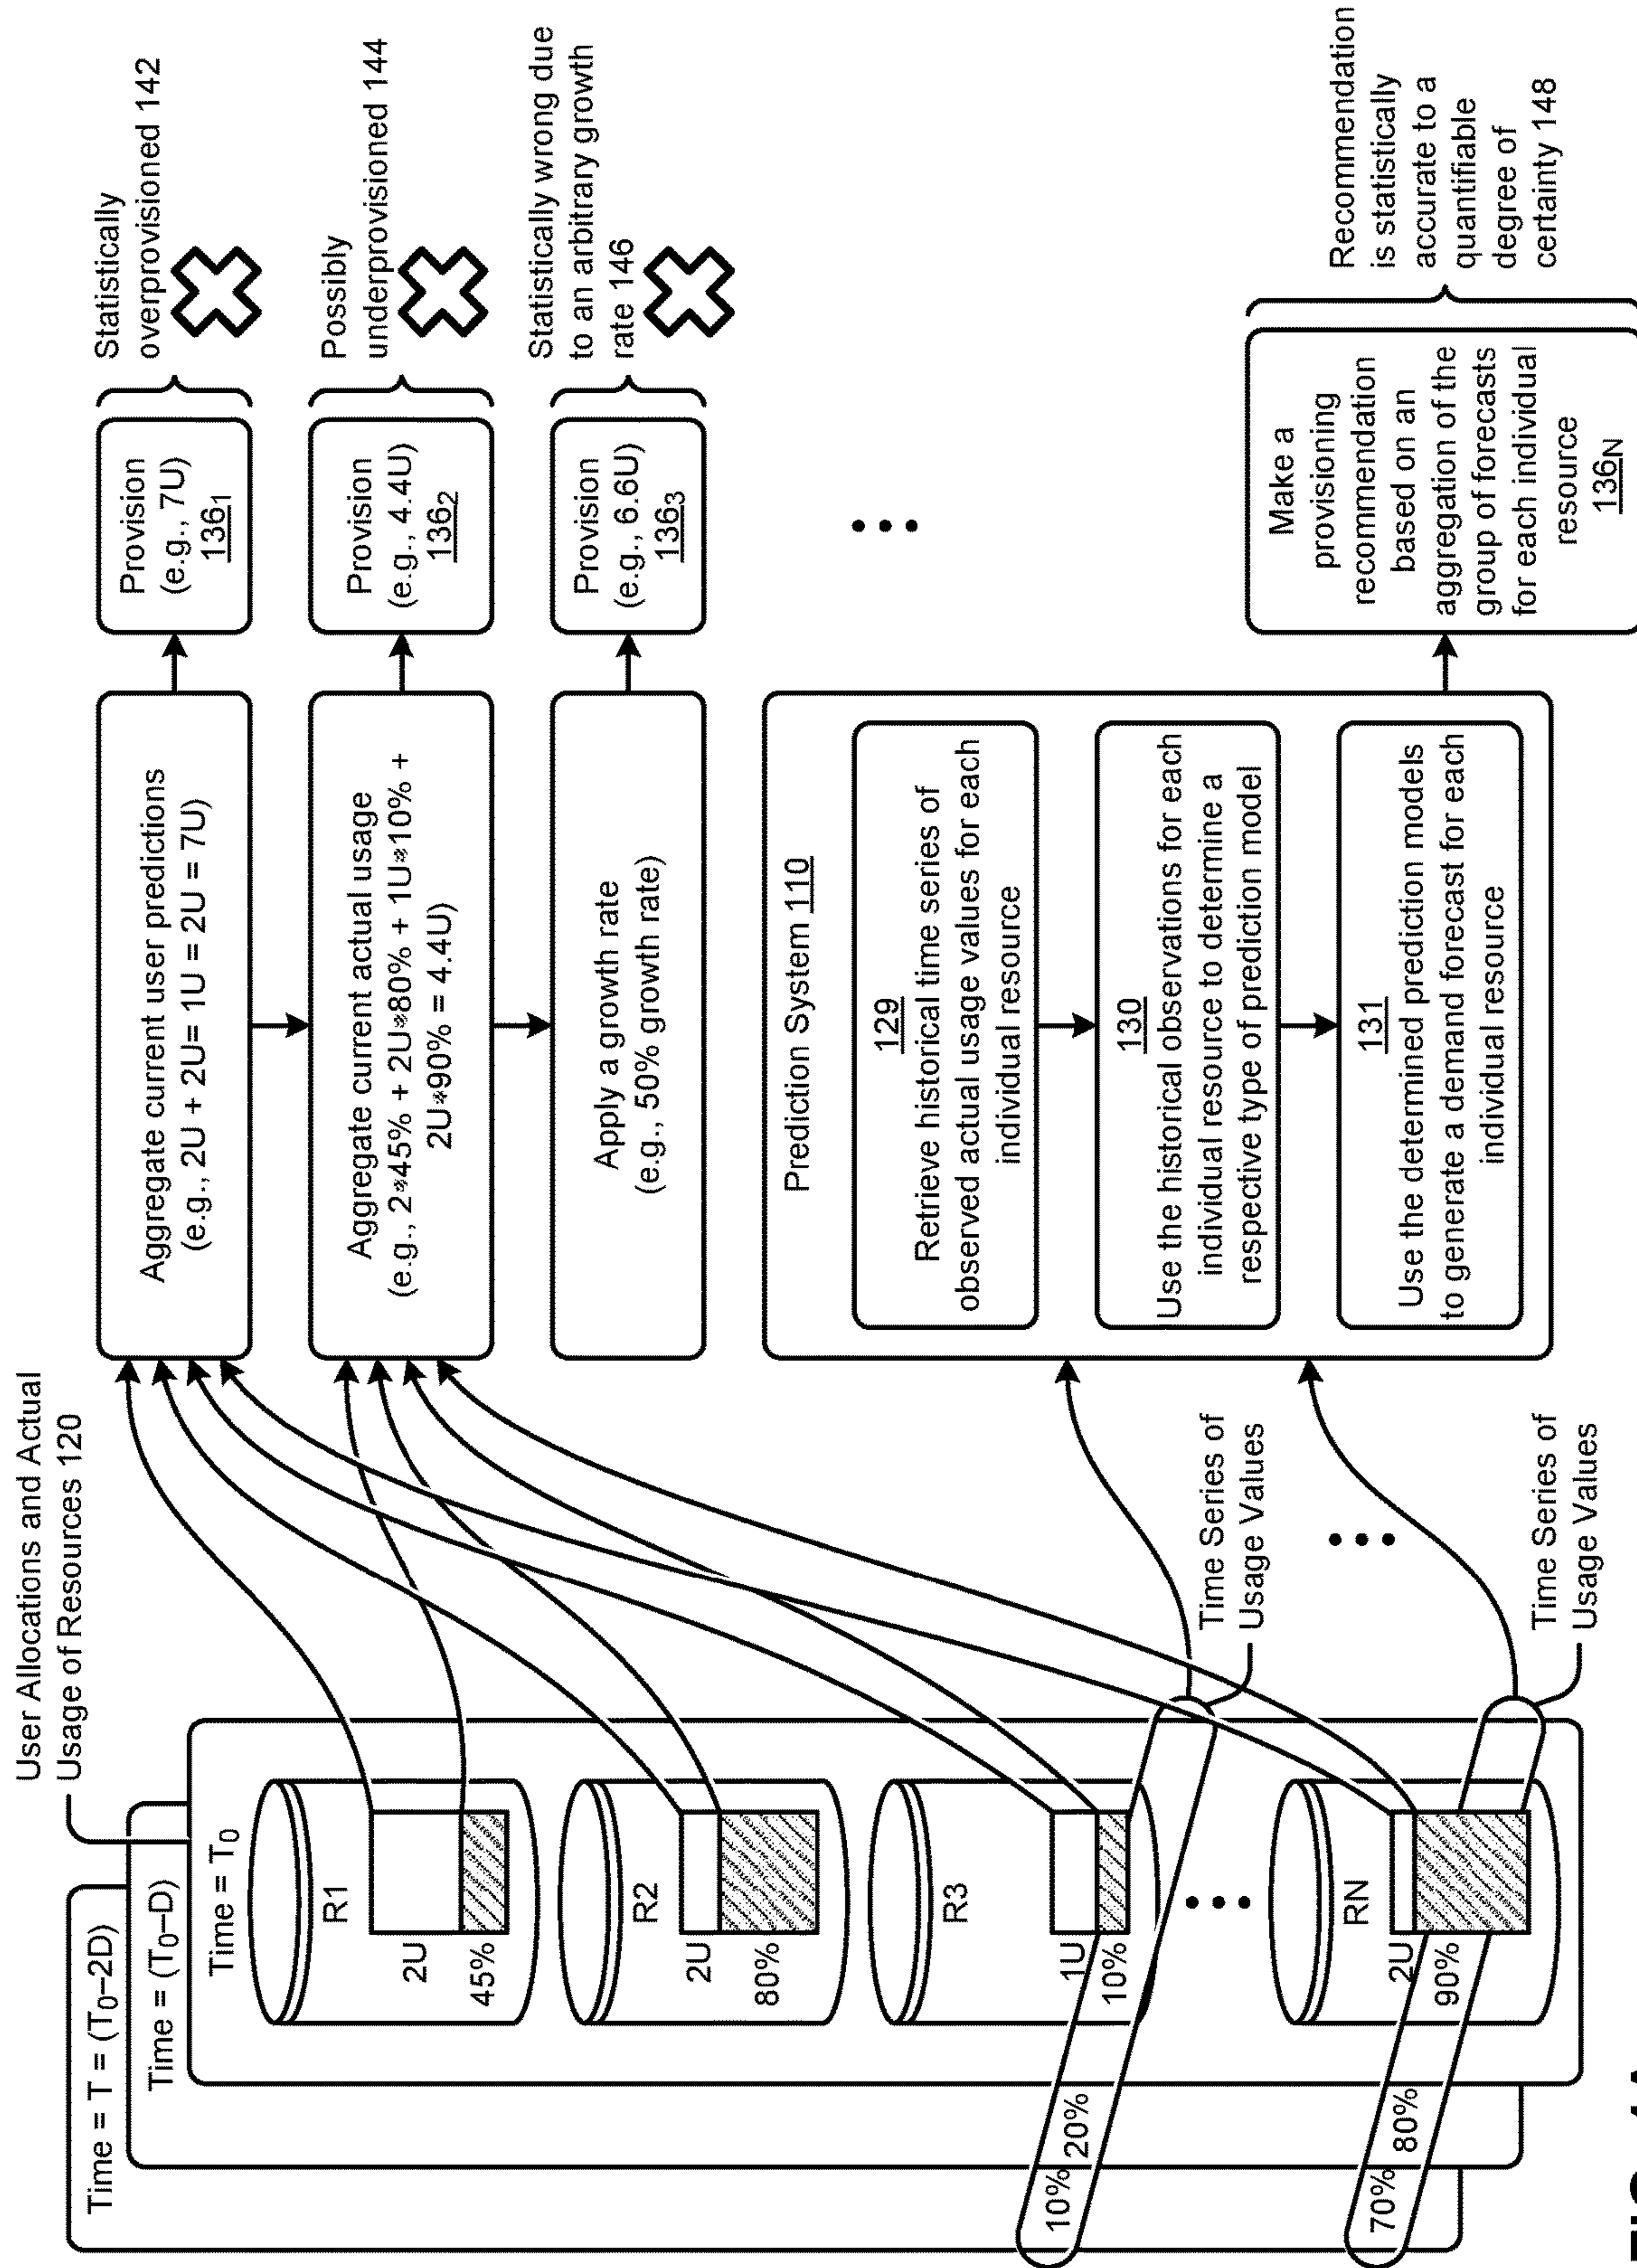 User Allocations and Actual
Usage of Resources 120
Time = T = (T0–2D)
Time = (T0–D)
Time = T0
R1
2U
45%
R2
2U
80%
R3
1U
10%
RN
2U
90%
10%
20%
70%
80%
Time Series of
Usage Values
Time Series of
Usage Values
Aggregate current user predictions
(e.g., 2U + 2U= 1U = 2U = 7U)
Aggregate current actual usage
(e.g., 2*45% + 2U*80% + 1U*10% +
2U*90% = 4.4U)
Apply a growth rate
(e.g., 50% growth rate)
Prediction System 110
129
Retrieve historical time series of
observed actual usage values for each
individual resource
130
Use the historical observations for each
individual resource to determine a
respective type of prediction model
131
Use the determined prediction models
to generate a demand forecast for each
individual resource
Provision
(e.g., 7U)
1361
Provision
(e.g., 4.4U)
1362
Provision
(e.g., 6.6U)
1363
Make a
provisioning
recommendation
based on an
aggregation of the
group of forecasts
for each individual
resource
136N
Statistically
overprovisioned 142
Possibly
underprovisioned 144
Statistically wrong due
to an arbitrary growth
rate 146
Recommendation
is statistically
accurate to a
quantifiable
degree of
certainty 148